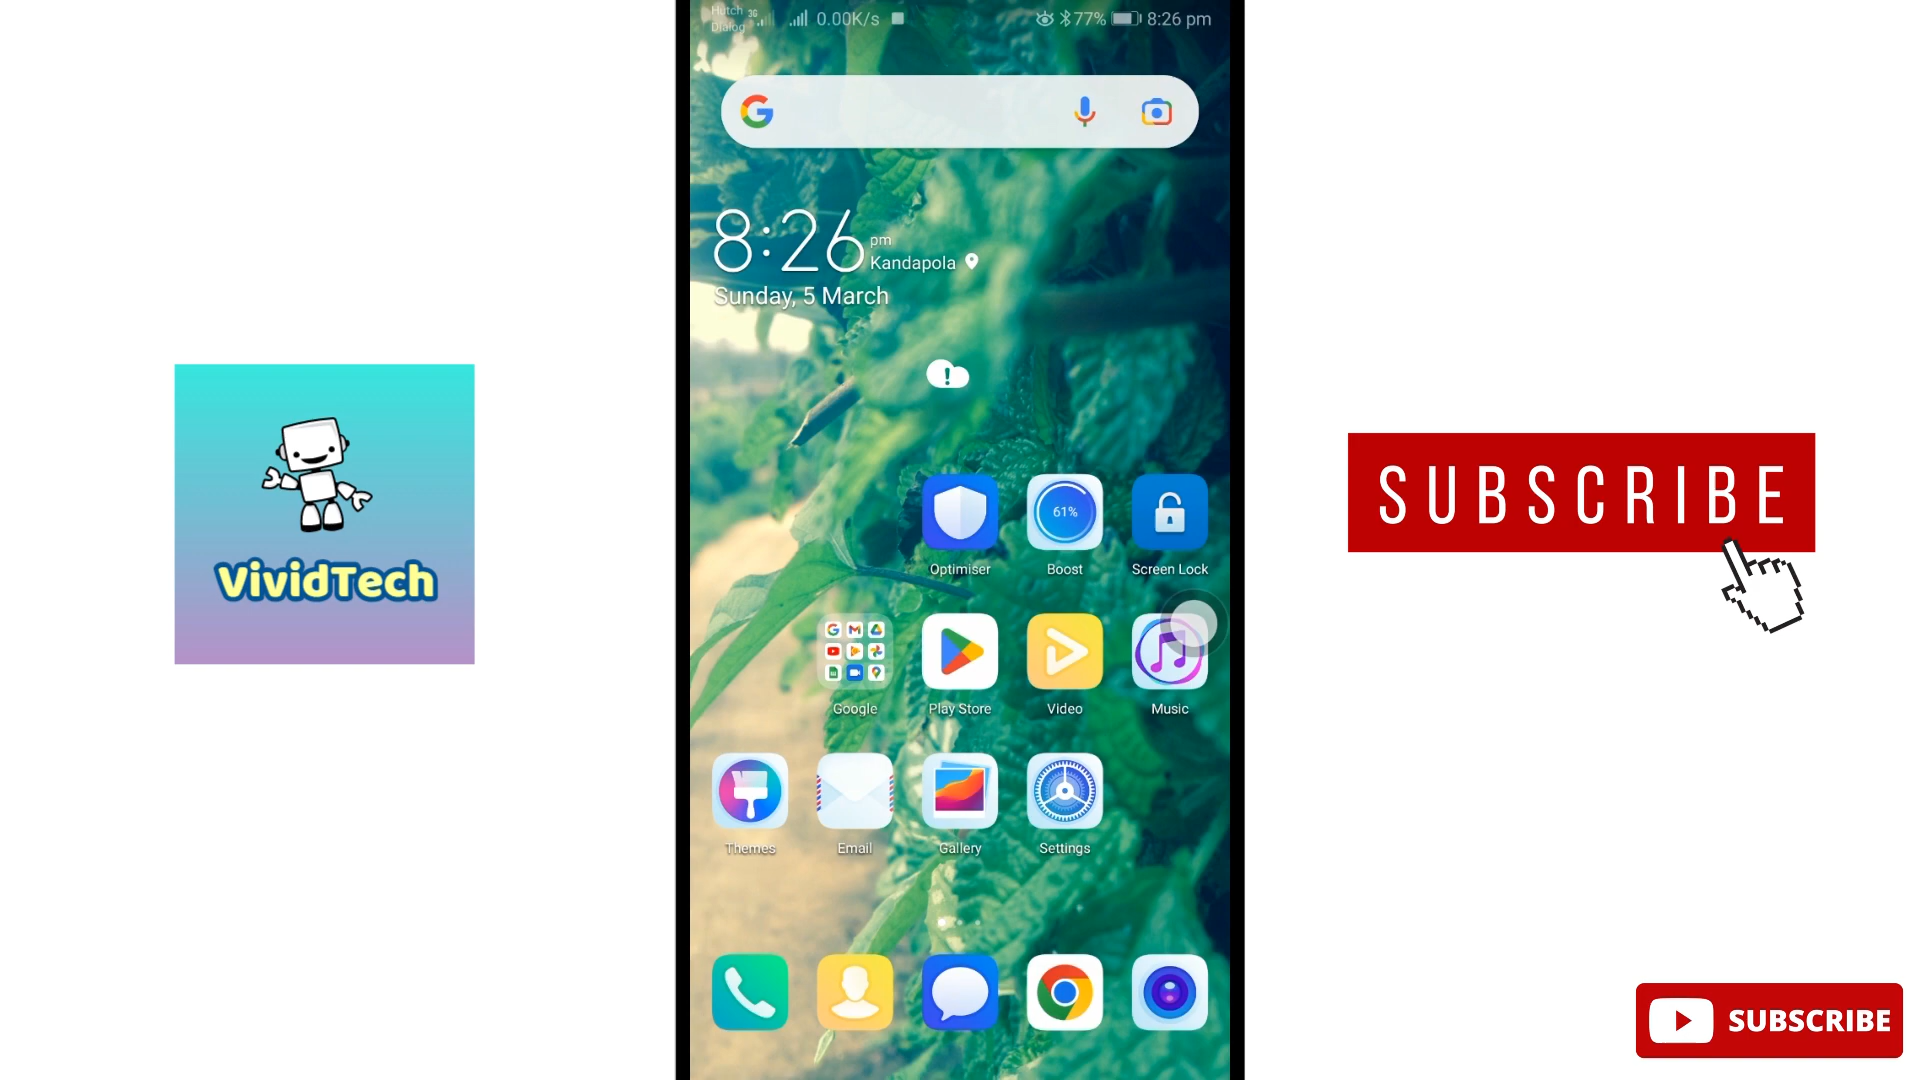 Hutch 3G 0.00K/s 77% 8:26 pm
Dialog
8:26 pm
Kandapola
Sunday, 5 March
61%
Optimiser Boost Screen Lock
Google Play Store Video Music
Themes Email Gallery Settings
VividTech
SUBSCRIBE
SUBSCRIBE